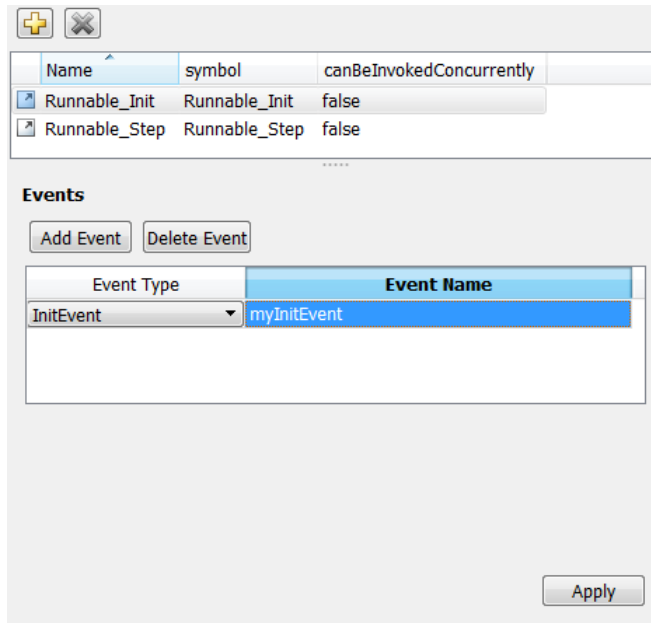 Name symbol canBeInvokedConcurrently
Runnable_Init Runnable_Init false
Runnable_Step Runnable_Step false
Events
Add Event Delete Event
Event Type Event Name
InitEvent myInitEvent
Apply